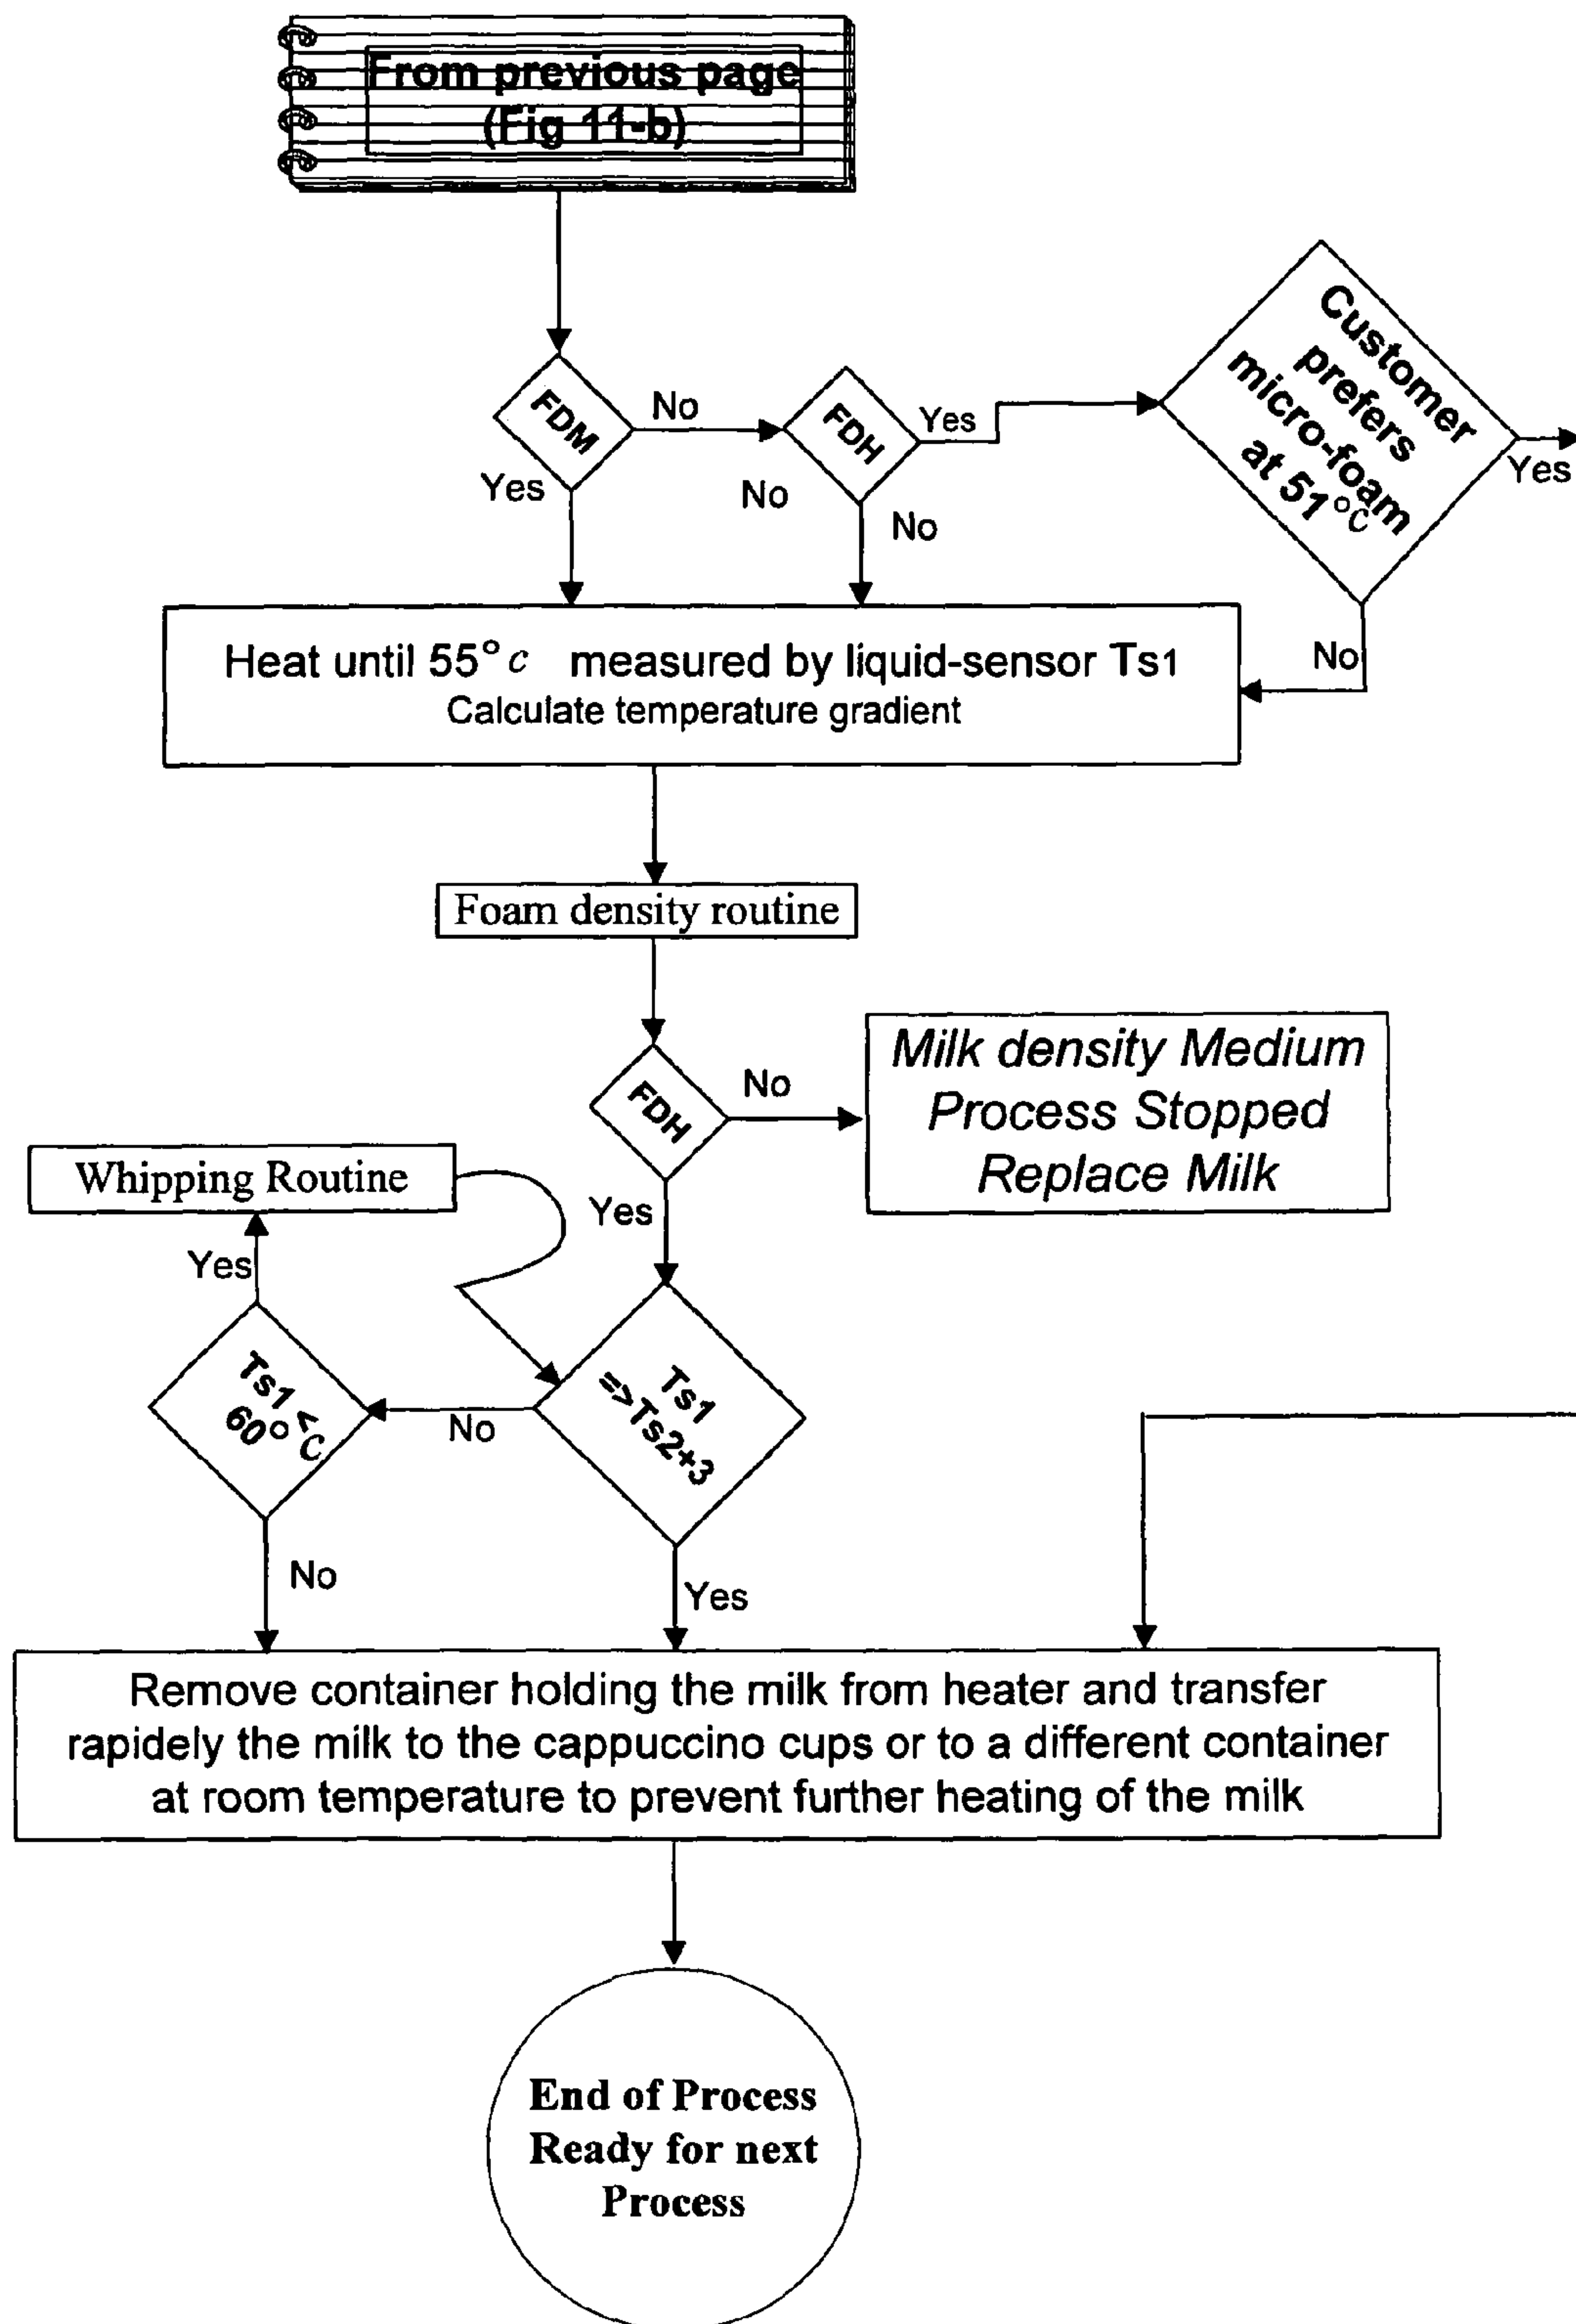 From previous page
(Fig 11-b)
FDM
No
Yes
FDH
Yes
No
No
Customer
prefers
micro-foam
at 51°c
Yes
No
Heat until 55°c measured by liquid-sensor Ts1
Calculate temperature gradient
Foam density routine
FDH
No
Yes
Milk density Medium
Process Stopped
Replace Milk
Whipping Routine
Yes
Ts1 <
60°C
No
No
Ts1
=>Ts2+3
Yes
Remove container holding the milk from heater and transfer
rapidely the milk to the cappuccino cups or to a different container
at room temperature to prevent further heating of the milk
End of Process
Ready for next
Process